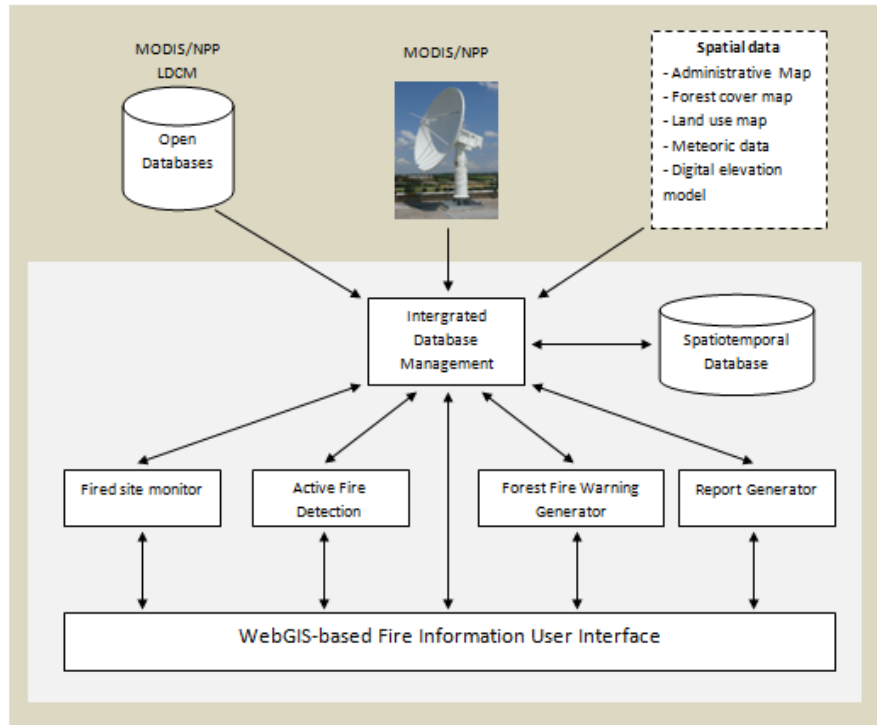 MODIS/NPP
LDCM
Open
Databases
MODIS/NPP
Spatial data
- Administrative Map
- Forest cover map
- Land use map
- Meteoric data
- Digital elevation
model
Intergrated
Database
Management
Spatiotemporal
Database
Fired site monitor
Active Fire
Detection
Forest Fire Warning
Generator
Report Generator
WebGIS-based Fire Information User Interface